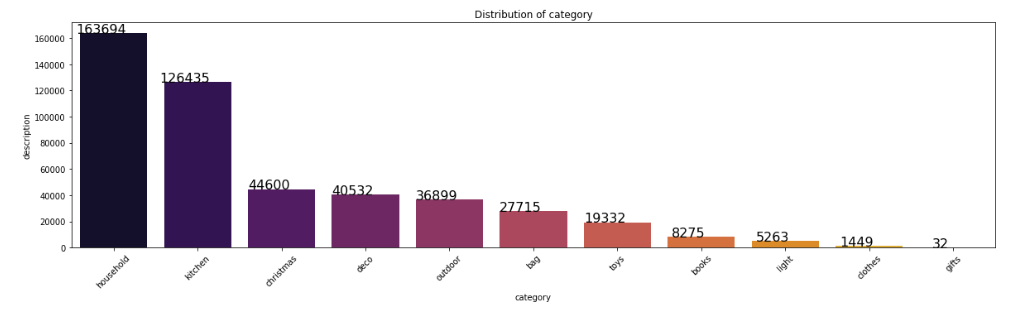 Distribution of category
description
160000
140000
120000
100000
80000
60000
40000
20000
0
163694
126435
44600
40532
36899
27715
19332
8275
5263
1449
32
household
kitchen
christmas
deco
outdoor
bag
toys
books
light
clothes
gifts
category